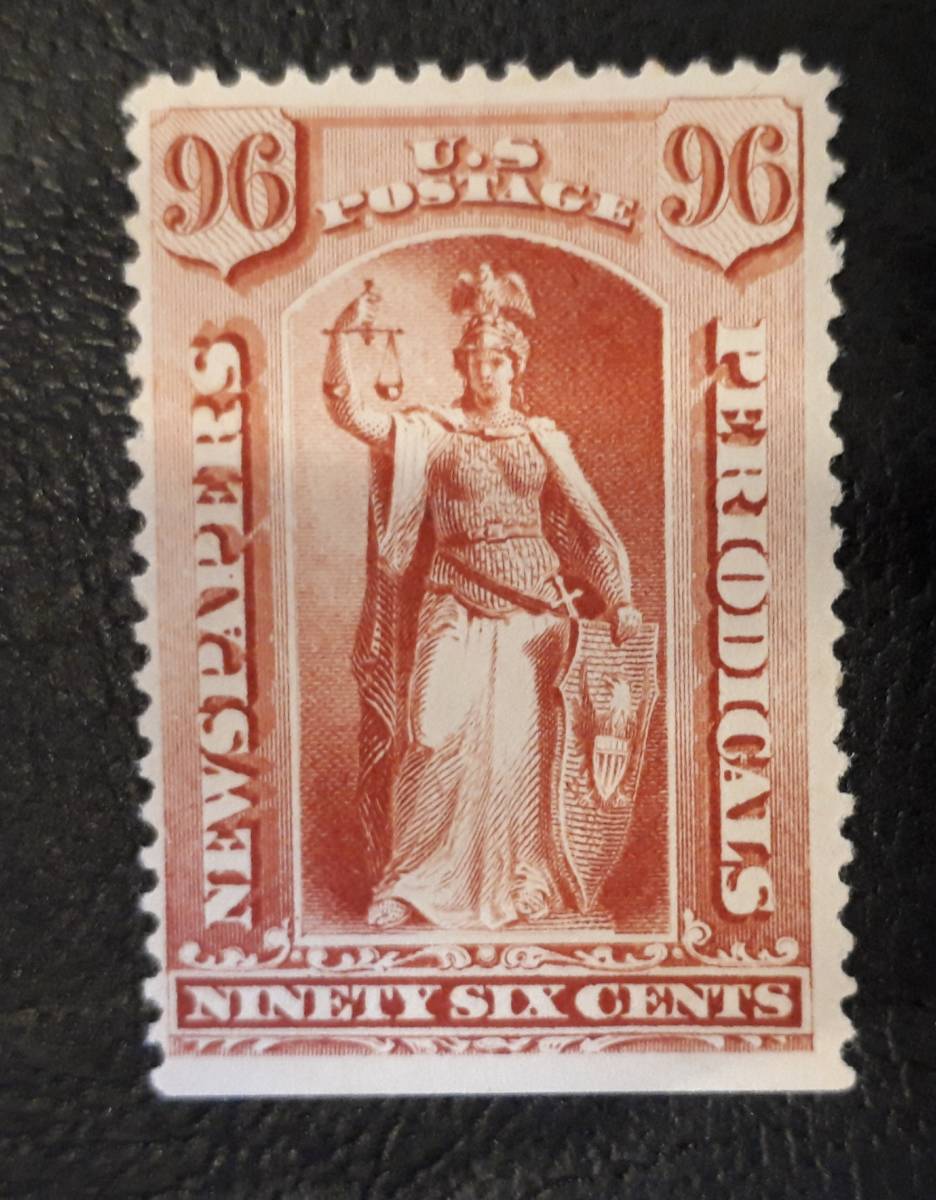 96
U.S
POSTAGE
96
NEWSPAPERS
PERIODICALS
NINETY SIX CENTS